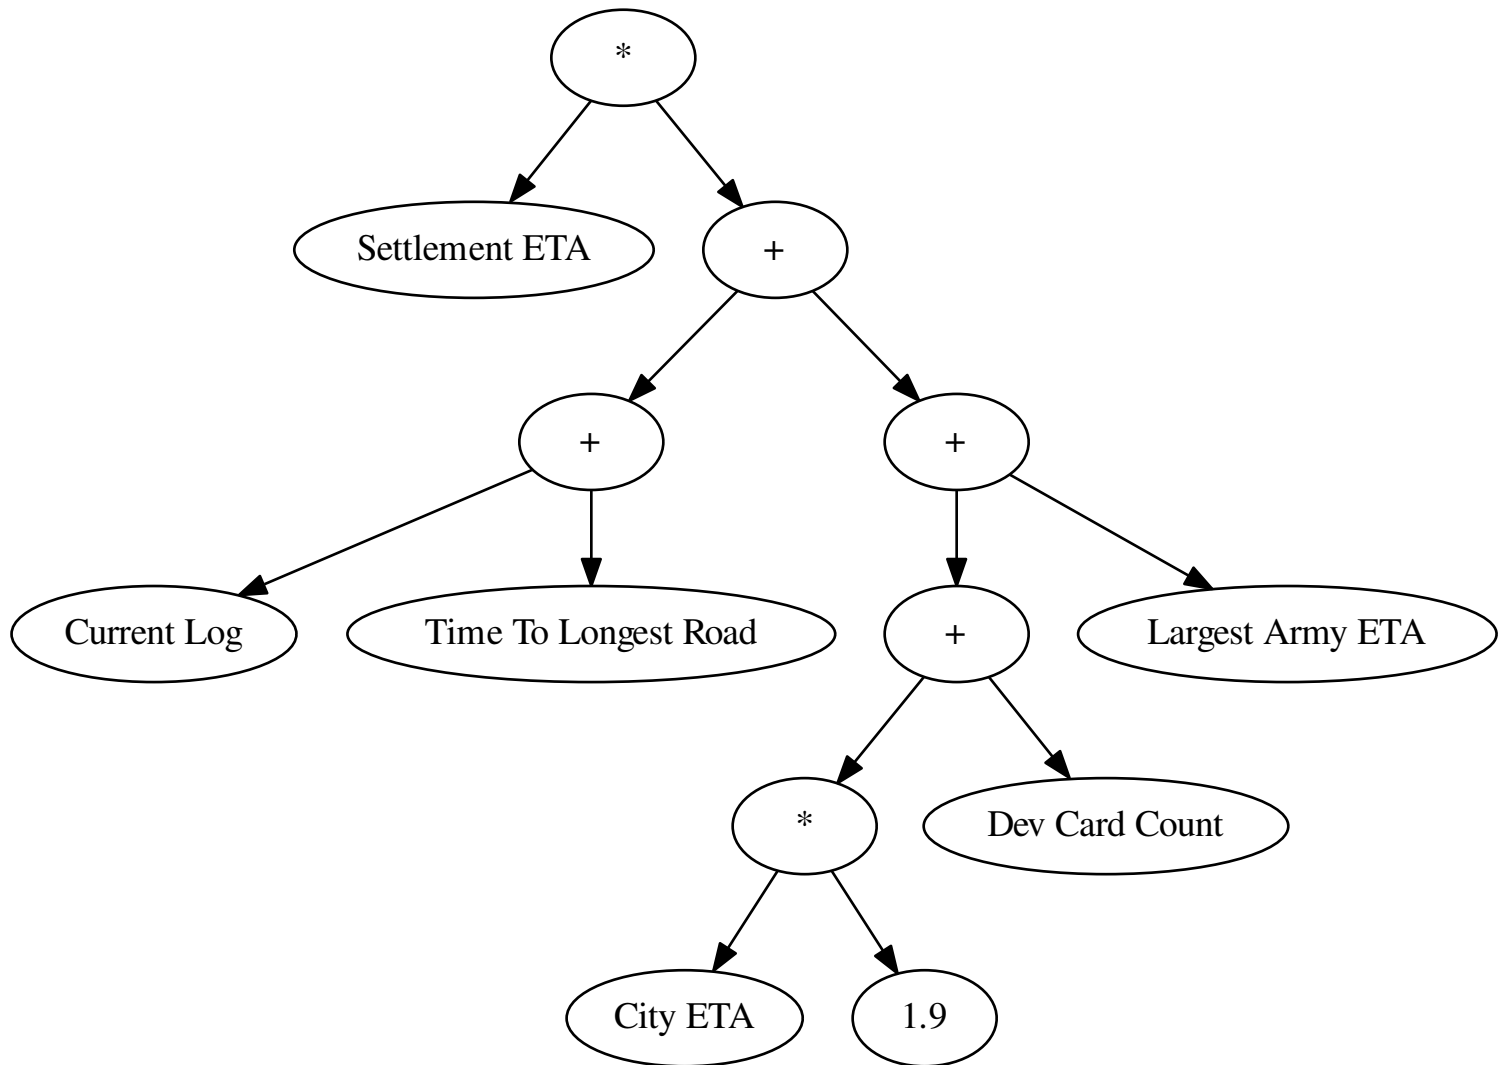 *
Settlement ETA
+
+
+
Current Log
Time To Longest Road
+
Largest Army ETA
*
Dev Card Count
City ETA
1.9